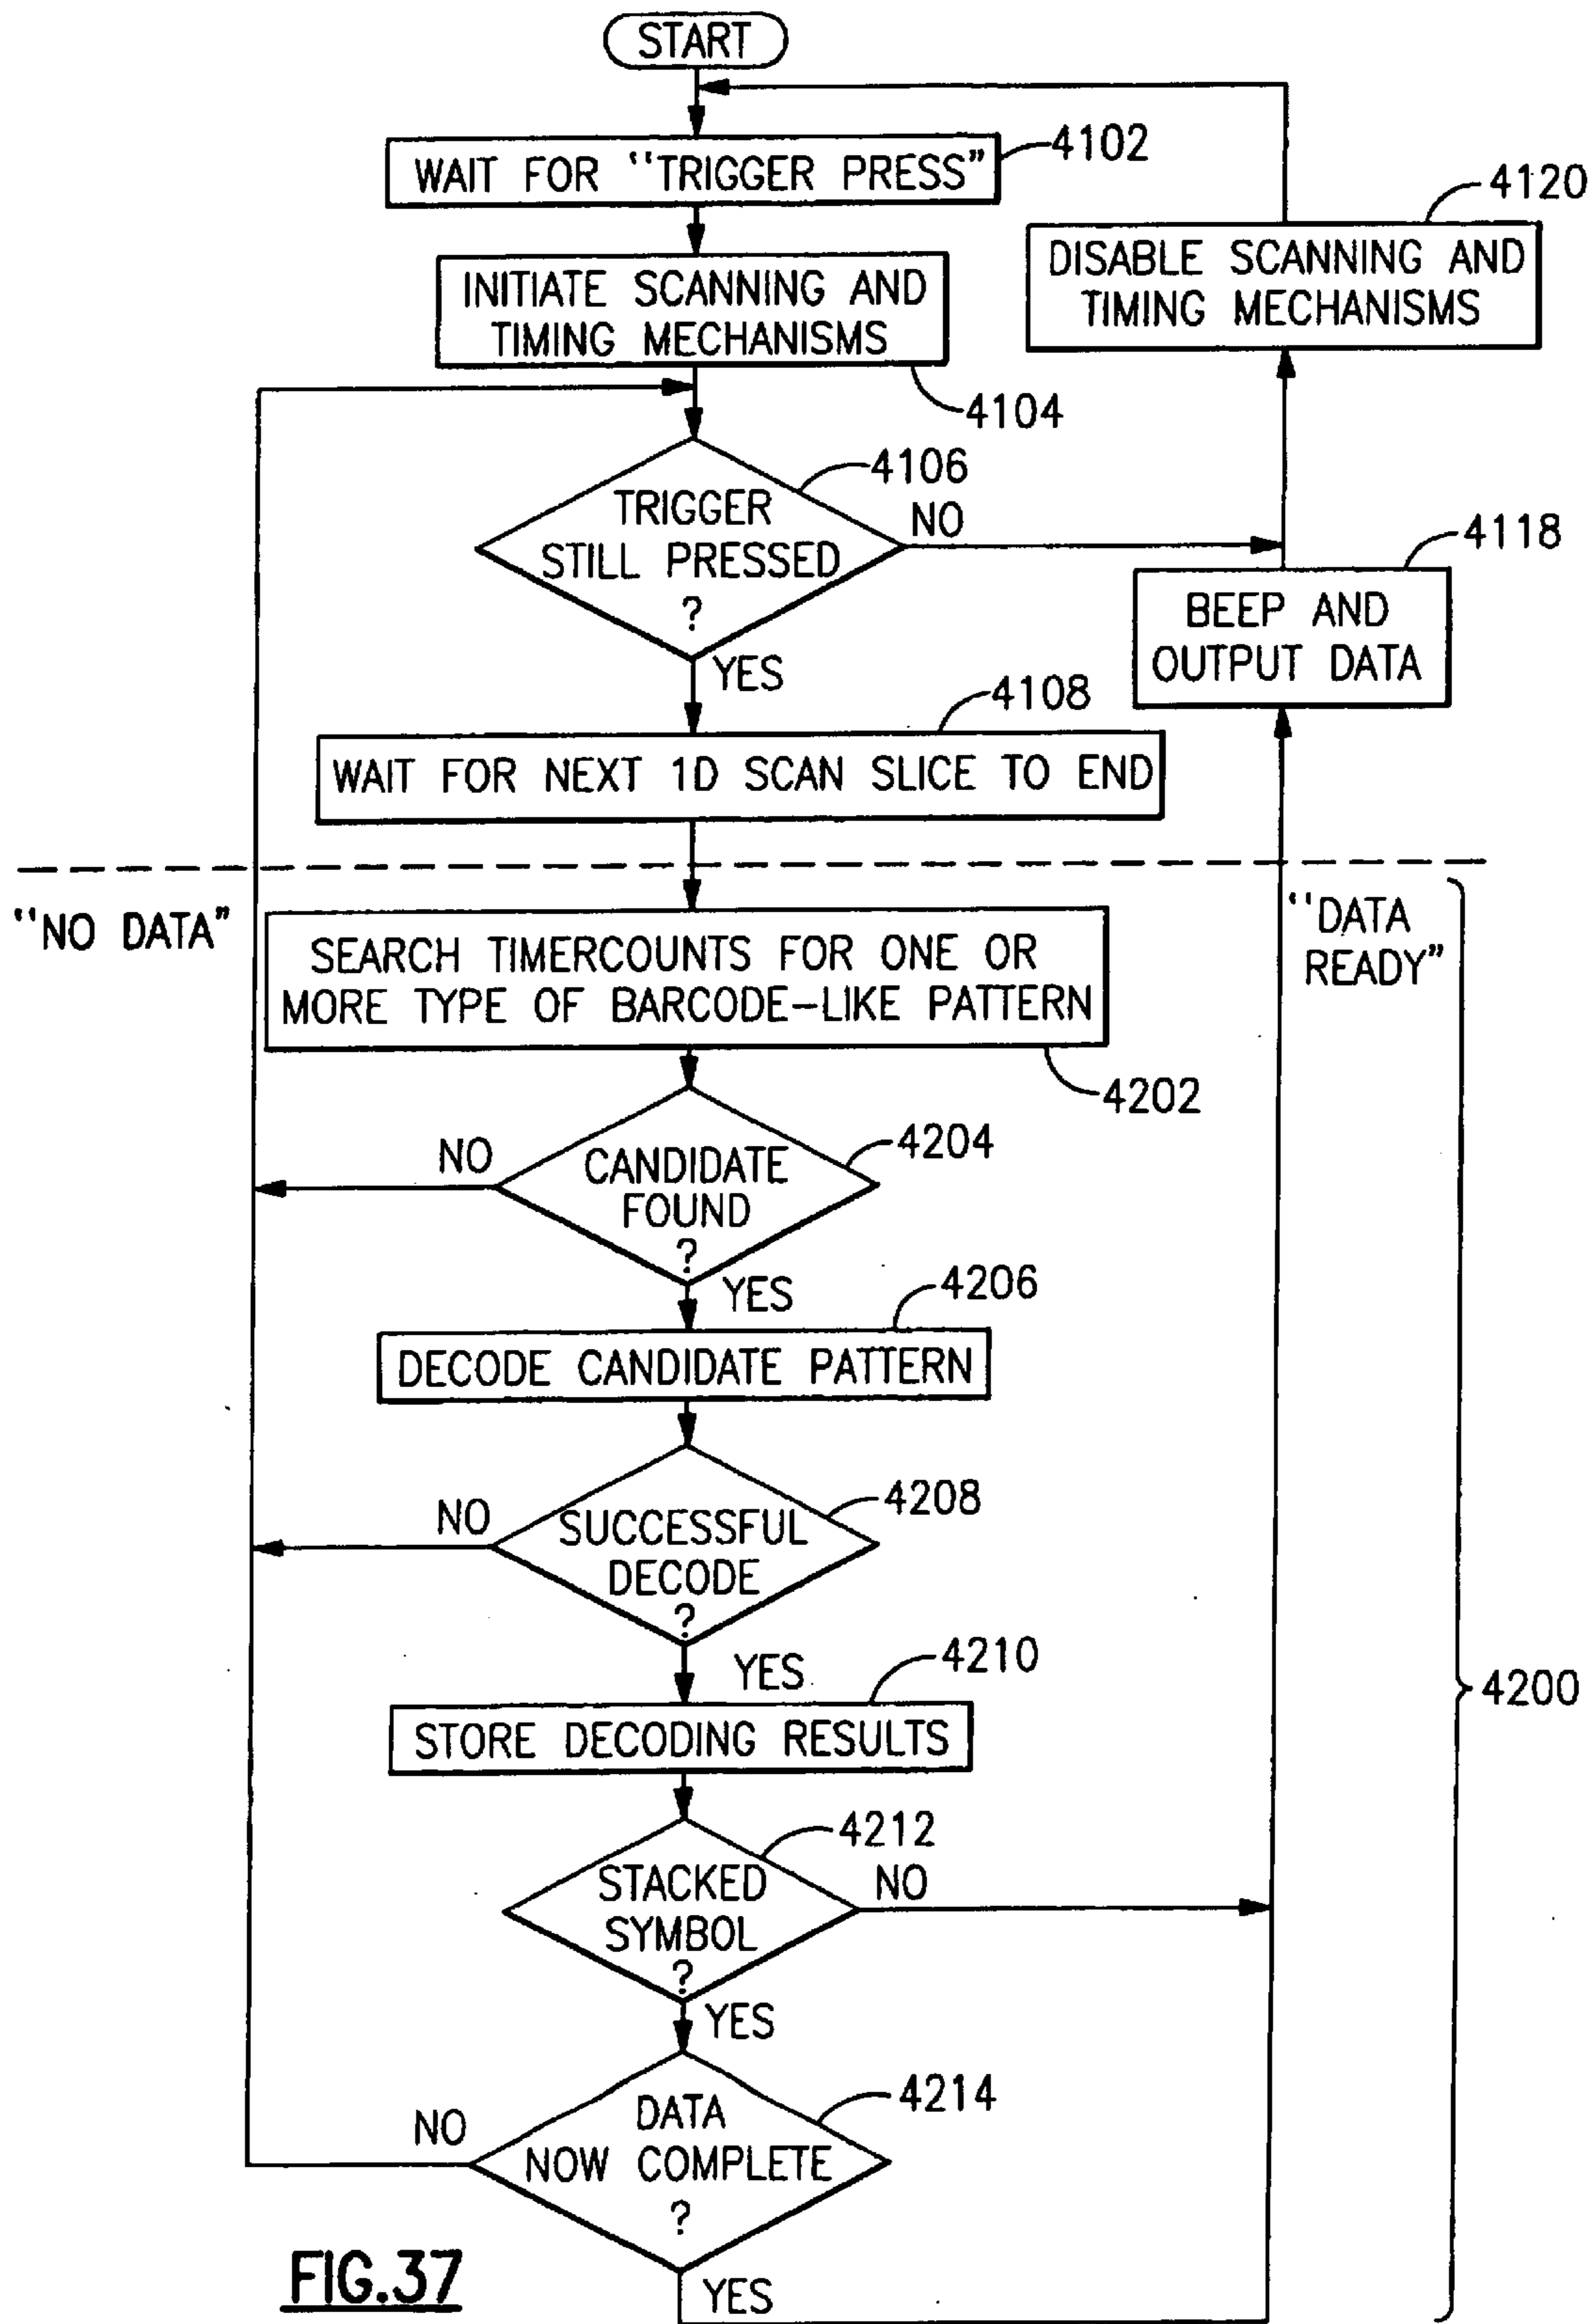 START
WAIT FOR "TRIGGER PRESS"
4102
4120
DISABLE SCANNING AND
TIMING MECHANISMS
INITIATE SCANNING AND
TIMING MECHANISMS
4104
4106
TRIGGER
STILL PRESSED
?
NO
4118
BEEP AND
OUTPUT DATA
YES
4108
WAIT FOR NEXT 1D SCAN SLICE TO END
"NO DATA"
"DATA
READY"
SEARCH TIMERCOUNTS FOR ONE OR
MORE TYPE OF BARCODE-LIKE PATTERN
4202
4204
NO
CANDIDATE
FOUND
?
YES
4206
DECODE CANDIDATE PATTERN
4208
NO
SUCCESSFUL
DECODE
?
YES
4210
STORE DECODING RESULTS
4200
4212
STACKED
SYMBOL
?
NO
YES
4214
NO
DATA
NOW COMPLETE
?
YES
FIG.37